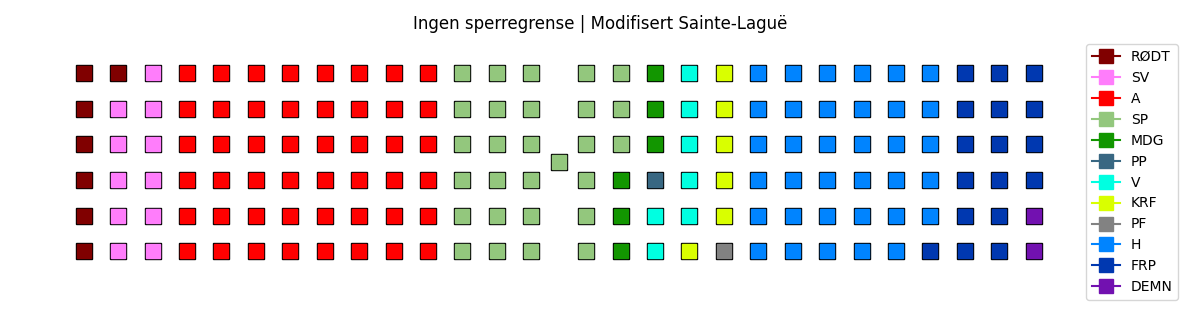 Ingen sperregrense | Modifisert Sainte-Laguë
RØDT
SV
A
SP
MDG
PP
V
KRF
PF
H
FRP
DEMN